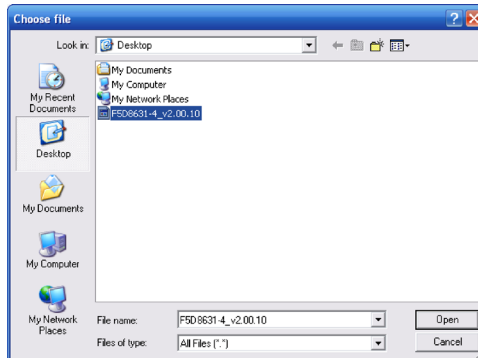 Choose file
Look in:
Desktop
My Recent
Documents
Desktop
My Documents
My Computer
My Network
Places
My Documents
My Computer
My Network Places
F5D8631-4_v2.00.10
File name:
F5D8631-4_v2.00.10
Open
Files of type:
All Files (*.*)
Cancel